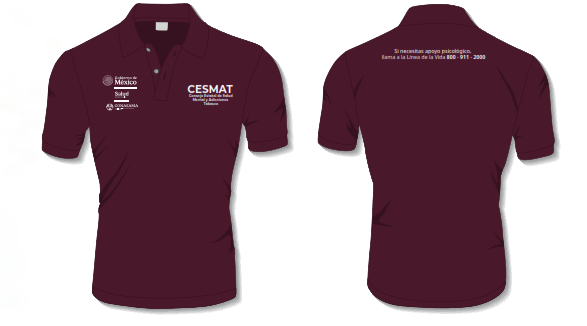 Gobierno de
México
Salud
CONASAMA
CESMAT
Consejo Estatal de Salud
Mental y Adicciones
Tabasco
Si necesitas apoyo psicológico,
llama a la Línea de la Vida 800 - 911 - 2000